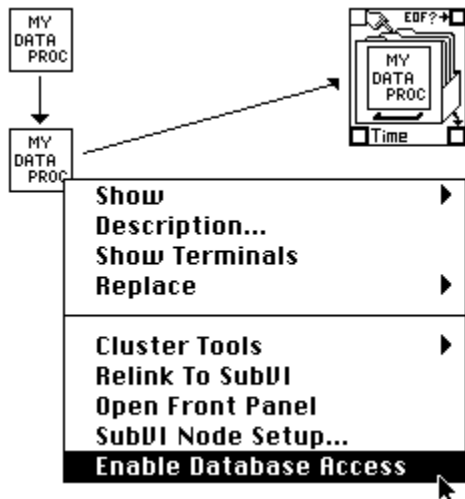 MY
DATA
PROC
EOF?
MY
DATA
PROC
Time
MY
DATA
PROC
Show
Description...
Show Terminals
Replace
Cluster Tools
Relink To SubVI
Open Front Panel
SubVI Node Setup...
Enable Database Access